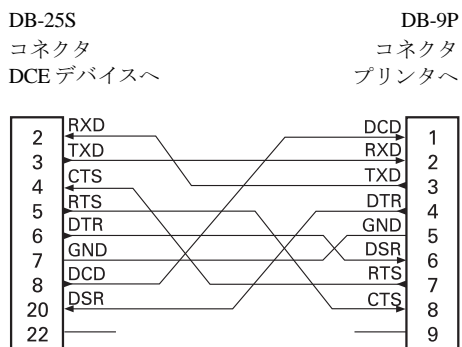 DB-25S
コネクタ
DCE デバイスへ
DB-9P
コネクタ
プリンタへ
2 RXD
3 TXD
4 CTS
5 RTS
6 DTR
7 GND
8 DCD
20 DSR
22
DCD 1
RXD 2
TXD 3
DTR 4
GND 5
DSR 6
RTS 7
CTS 8
9